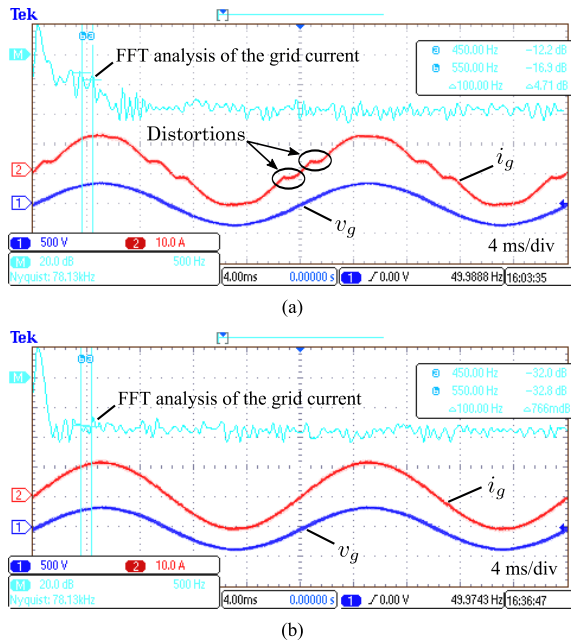 Tek
b a
M
FFT analysis of the grid current
a 450.00 Hz -12.2 dB
b 550.00 Hz -16.9 dB
△100.00 Hz △4.71 dB
Distortions
2
i_g
1
v_g
4 ms/div
1 500 V 2 10.0 A
M 20.0 dB 500 Hz
Nyquist: 78.13kHz
4.00ms 0.00000 s 1 0.00 V 49.9888 Hz 16:03:35
(a)
Tek
b a
M
FFT analysis of the grid current
a 450.00 Hz -32.0 dB
b 550.00 Hz -32.8 dB
△100.00 Hz △766mdB
2
i_g
1
v_g
4 ms/div
1 500 V 2 10.0 A
M 20.0 dB 500 Hz
Nyquist: 78.13kHz
4.00ms 0.00000 s 1 0.00 V 49.9743 Hz 16:36:47
(b)